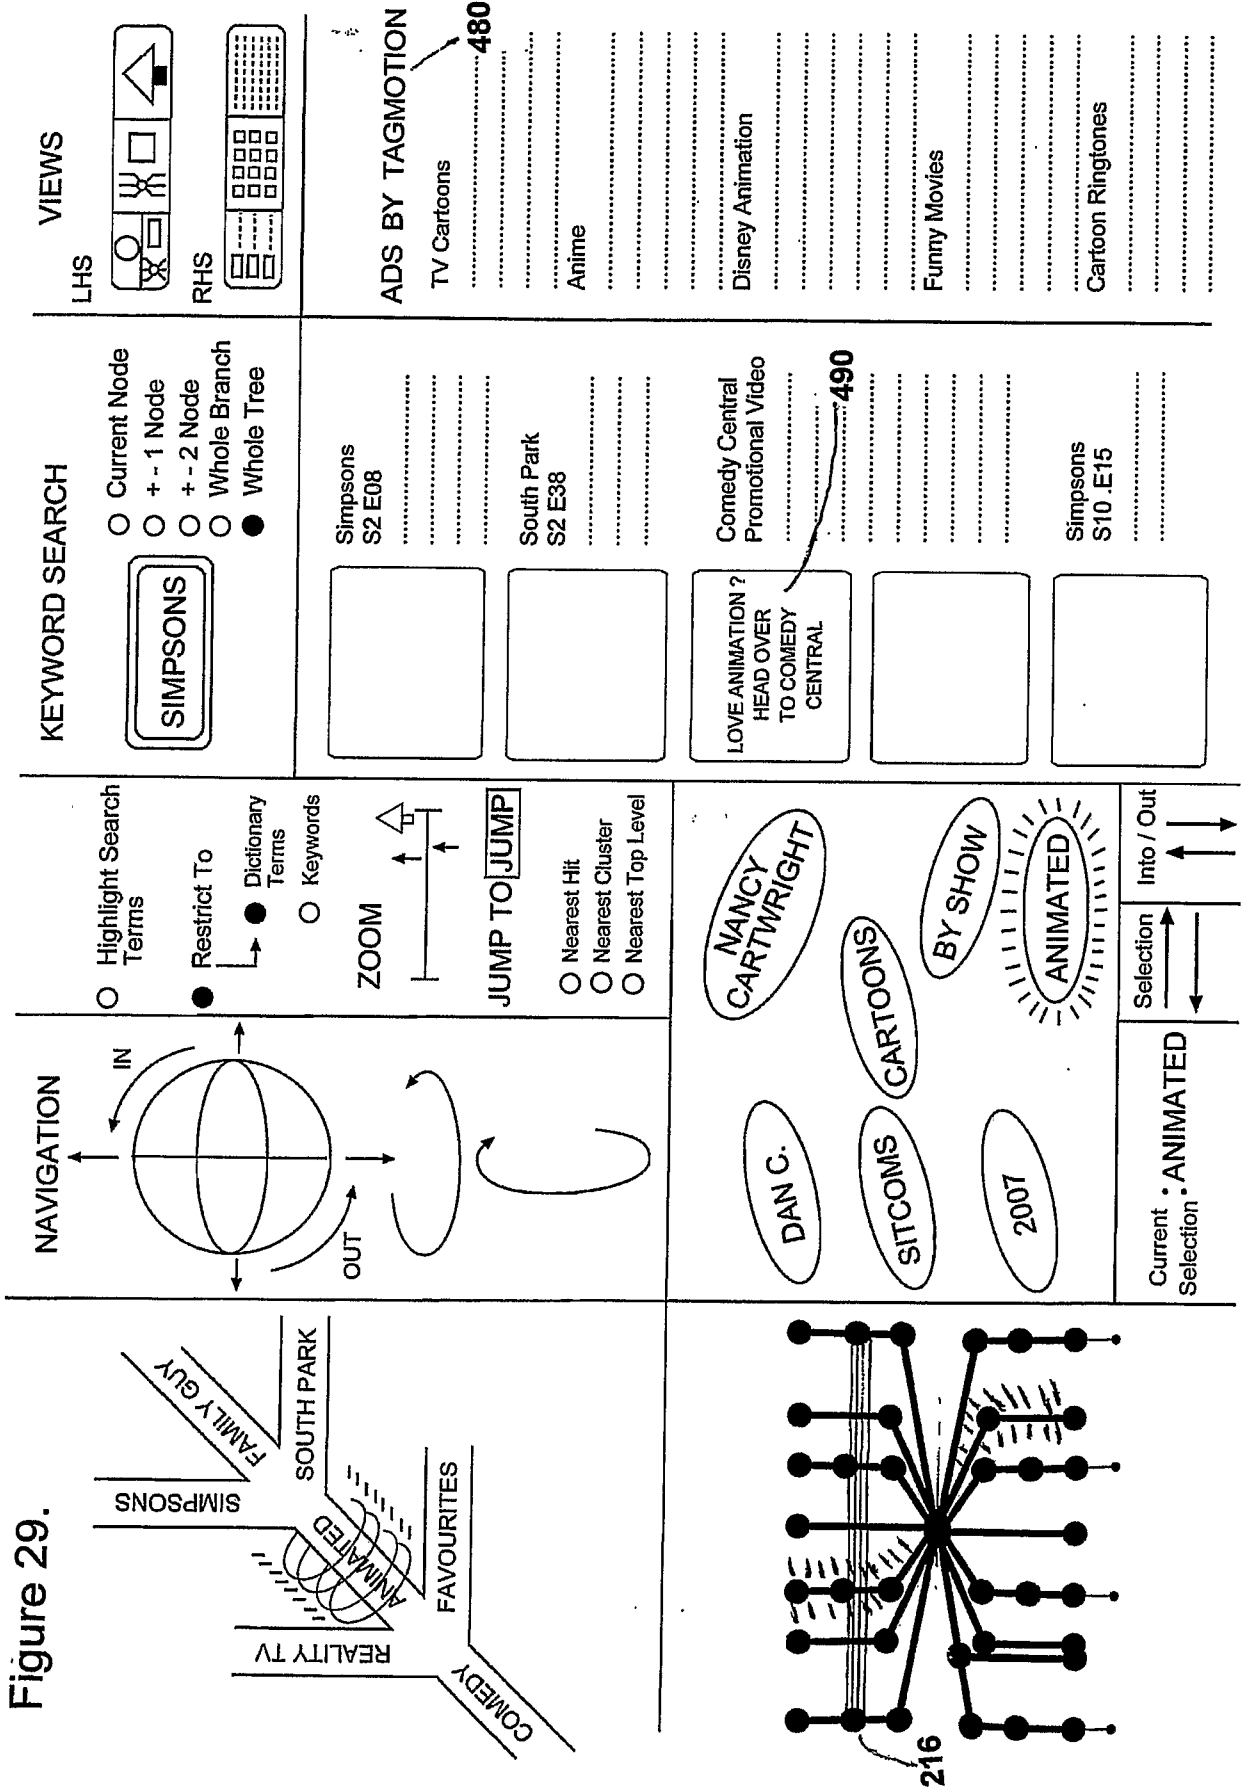 Figure 29.
COMEDY
REALITY TV
FAVOURITES
ANIMATED
SIMPSONS
FAMILY GUY
SOUTH PARK
216
NAVIGATION
IN
OUT
Highlight Search
Terms
Restrict To
Dictionary
Terms
Keywords
ZOOM
JUMP TO JUMP
Nearest Hit
Nearest Cluster
Nearest Top Level
DAN C.
SITCOMS
2007
NANCY
CARTWRIGHT
CARTOONS
BY SHOW
ANIMATED
Current
Selection : ANIMATED
Selection
Into / Out
KEYWORD SEARCH
SIMPSONS
Current Node
+ - 1 Node
+ - 2 Node
Whole Branch
Whole Tree
Simpsons
S2 E08
South Park
S2 E38
LOVE ANIMATION ?
HEAD OVER
TO COMEDY
CENTRAL
Comedy Central
Promotional Video
490
Simpsons
S10 .E15
VIEWS
LHS
RHS
ADS BY TAGMOTION
480
TV Cartoons
Anime
Disney Animation
Funny Movies
Cartoon Ringtones